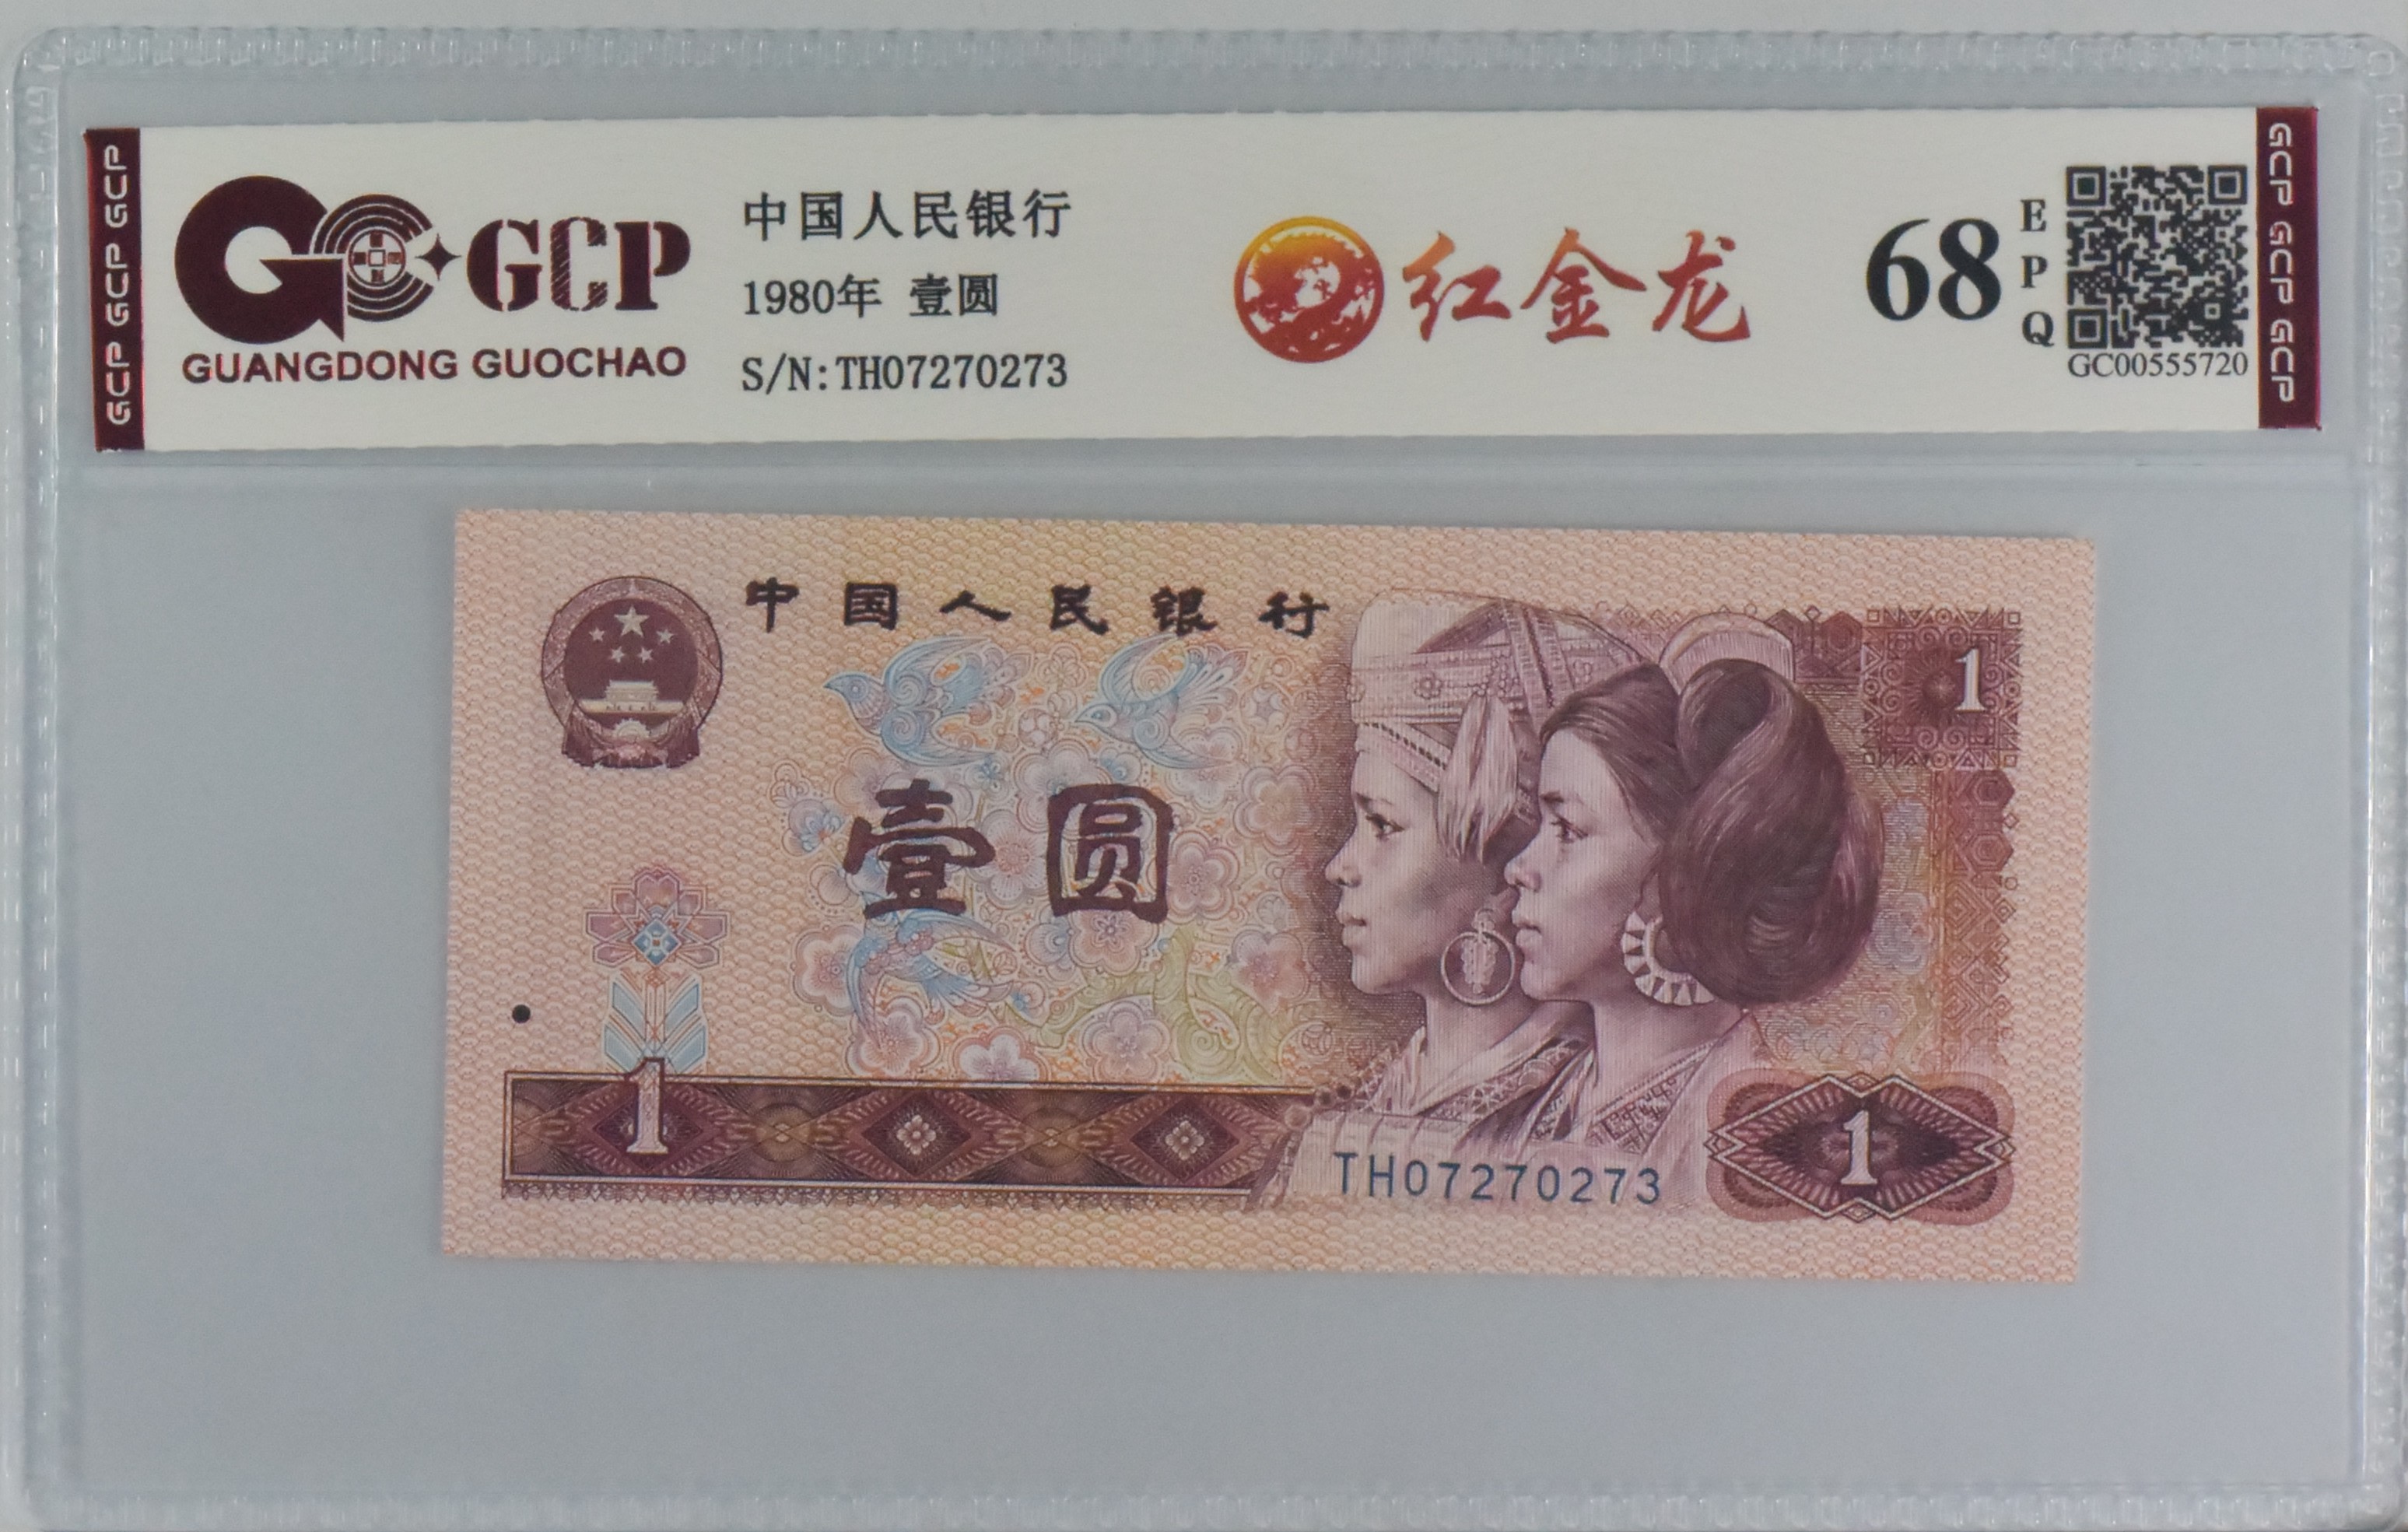 GCP GCP GCP
GCP
GUANGDONG GUOCHAO
中国人民银行
1980年 壹圆
S/N:TH07270273
红金龙
68
EPQ
GC00555720
GCP GCP GCP
中国人民银行
1
壹圆
1
TH07270273
1